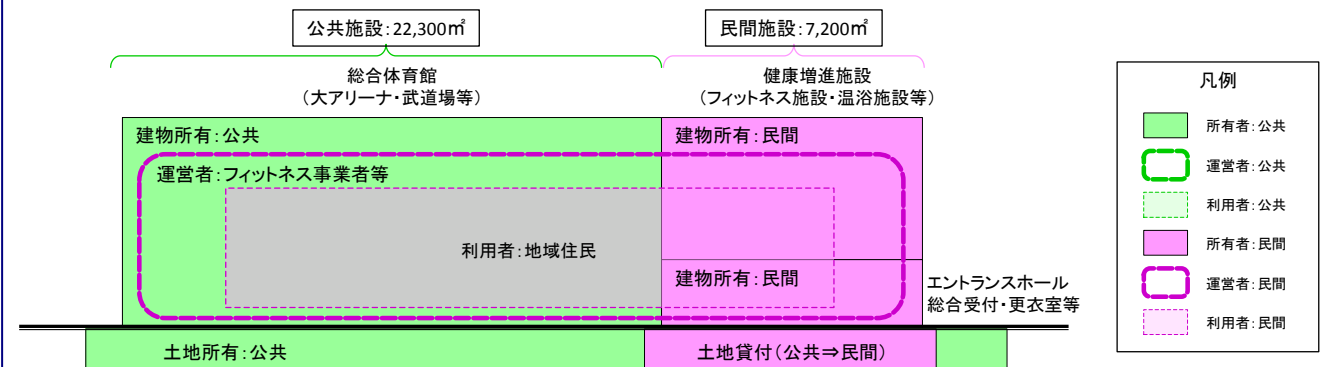 公共施設：22,300㎡
民間施設：7,200㎡
総合体育館
（大アリーナ・武道場等）
健康増進施設
（フィットネス施設・温浴施設等）
建物所有：公共
建物所有：民間
運営者：フィットネス事業者等
利用者：地域住民
建物所有：民間
エントランスホール
総合受付・更衣室等
土地所有：公共
土地貸付（公共⇒民間）
凡例
所有者：公共
運営者：公共
利用者：公共
所有者：民間
運営者：民間
利用者：民間